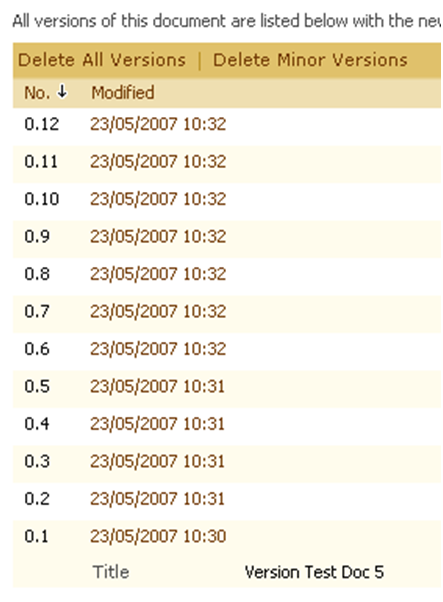 All versions of this document are listed below with the
Delete All Versions | Delete Minor Versions
No. ↓ Modified
0.12 23/05/2007 10:32
0.11 23/05/2007 10:32
0.10 23/05/2007 10:32
0.9 23/05/2007 10:32
0.8 23/05/2007 10:32
0.7 23/05/2007 10:32
0.6 23/05/2007 10:32
0.5 23/05/2007 10:31
0.4 23/05/2007 10:31
0.3 23/05/2007 10:31
0.2 23/05/2007 10:31
0.1 23/05/2007 10:30
Title Version Test Doc 5